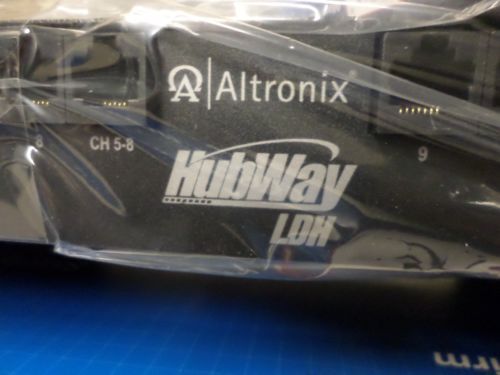 Altronix®
8
CH 5-8
9
HubWay
LDH